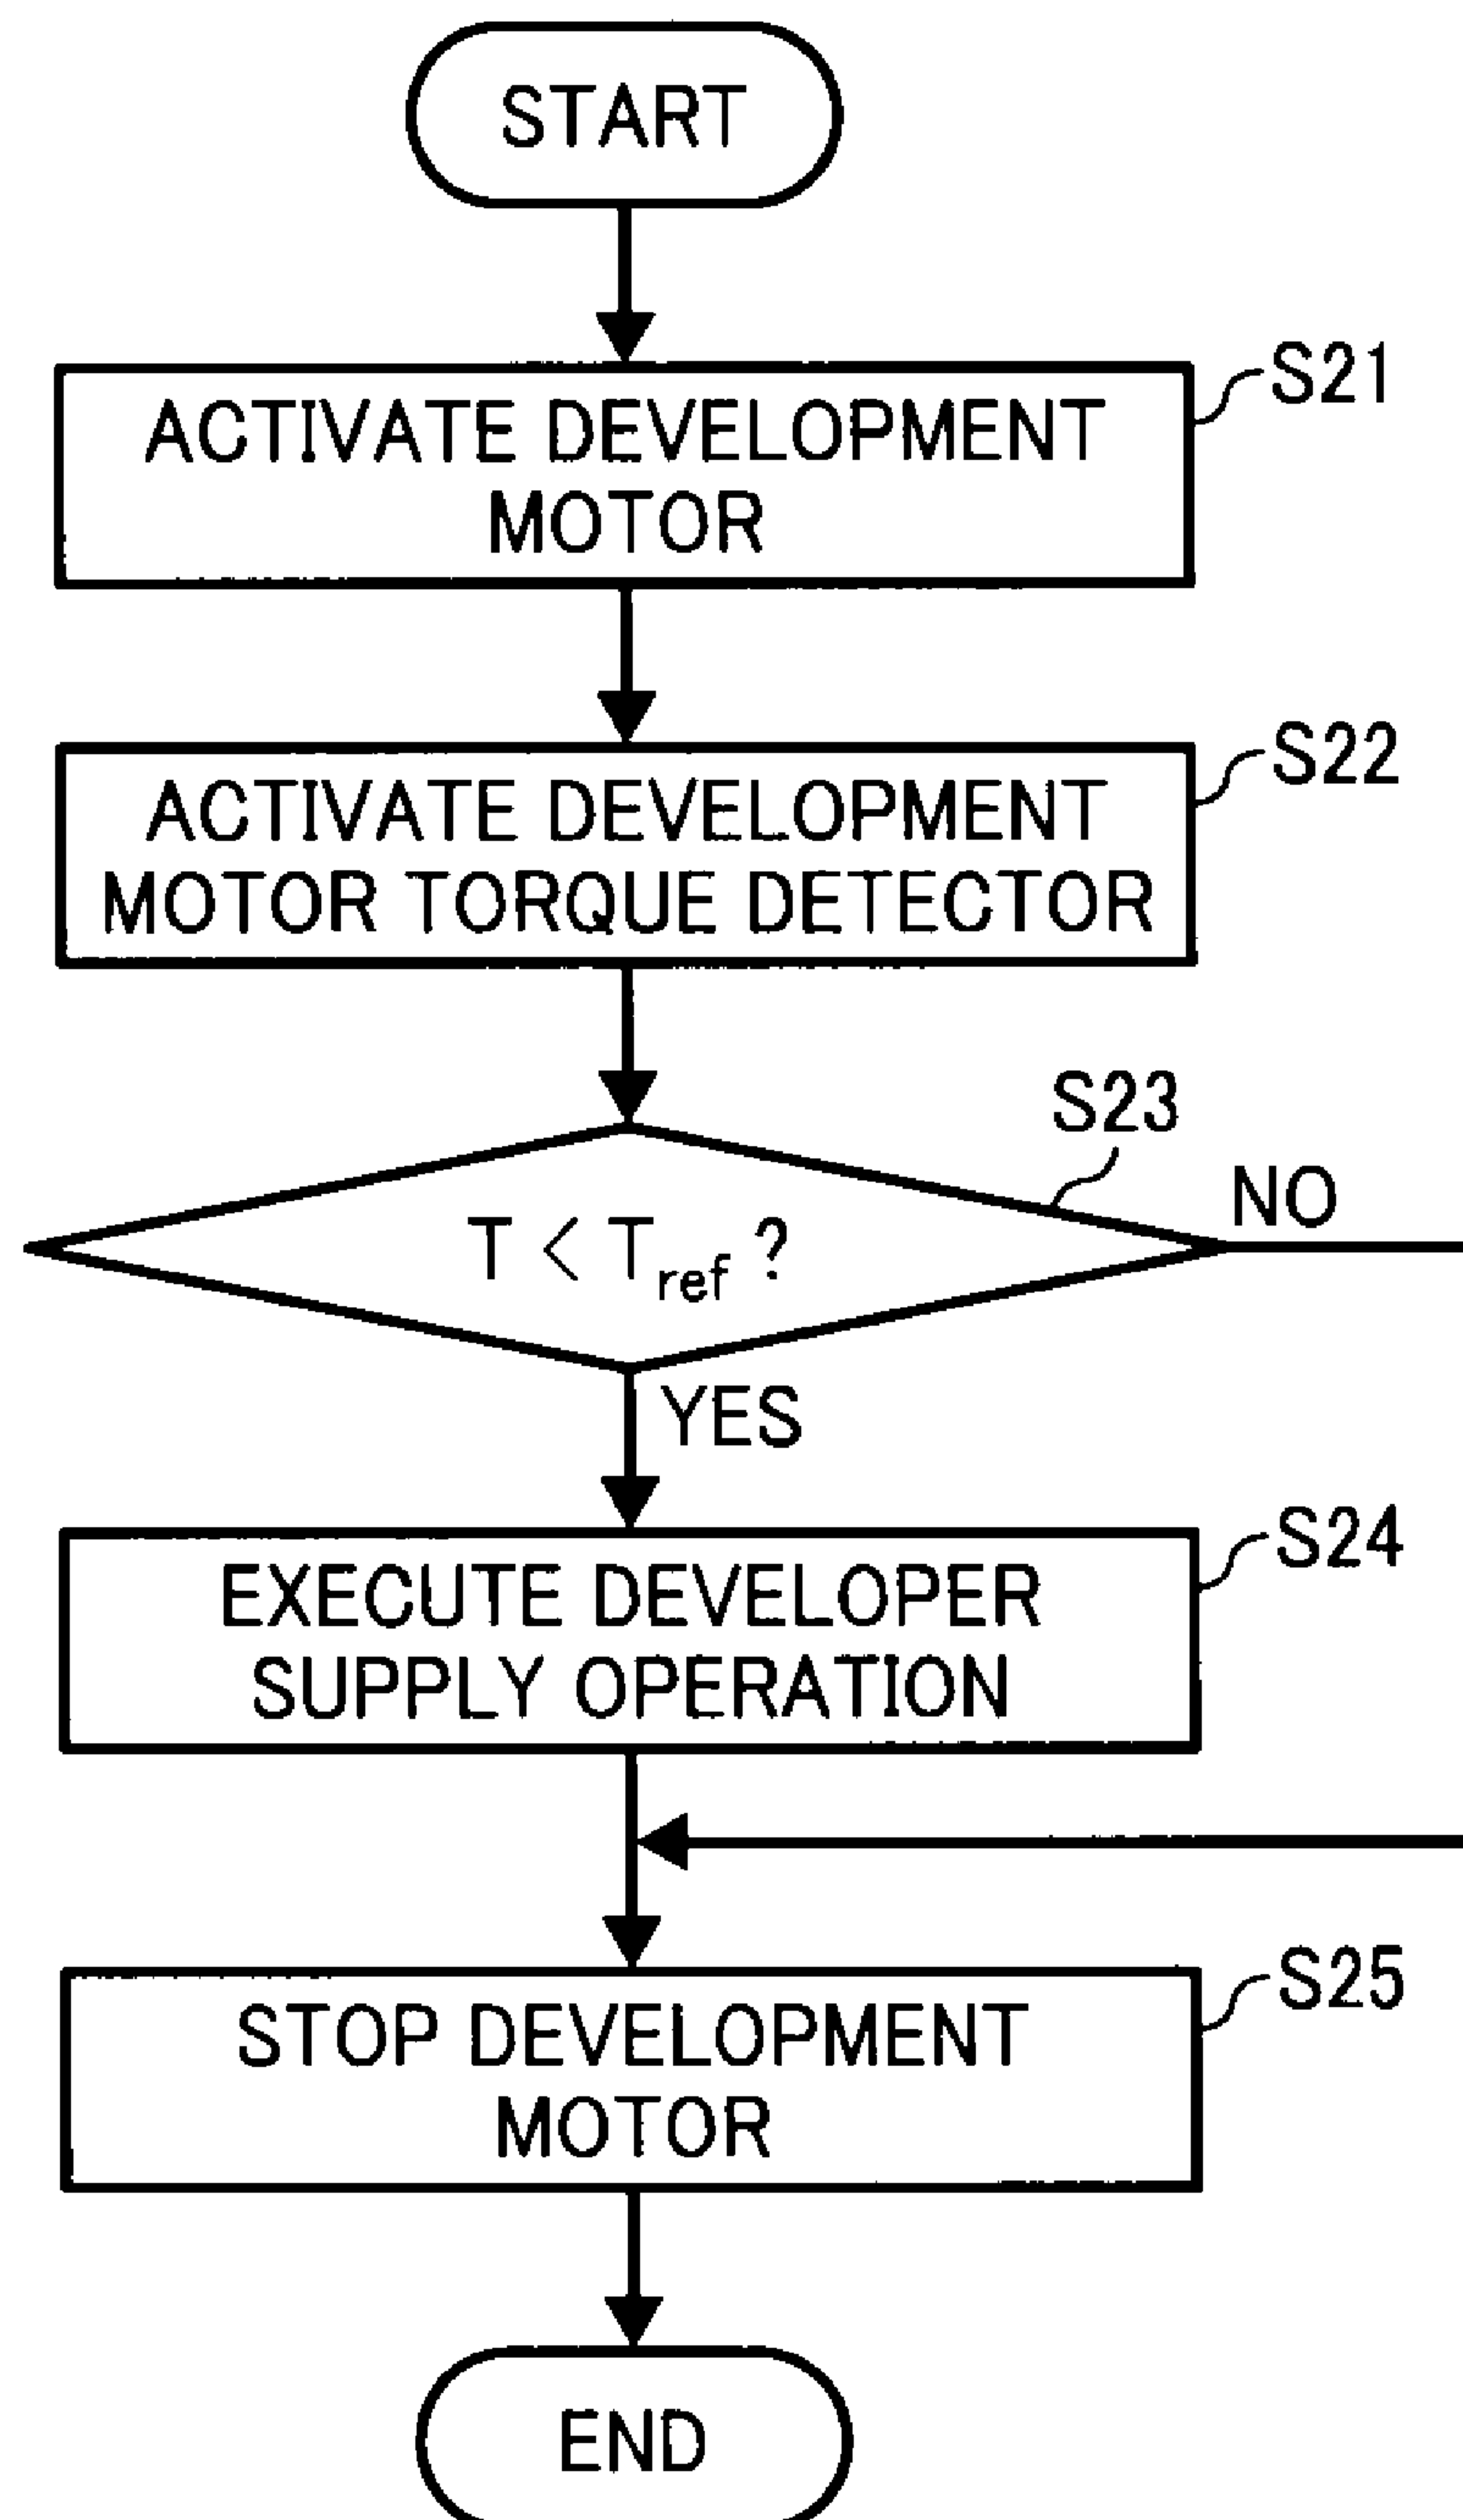 START
S21
ACTIVATE DEVELOPMENT
MOTOR
S22
ACTIVATE DEVELOPMENT
MOTOR TORQUE DETECTOR
S23
NO
T < Tref ?
YES
S24
EXECUTE DEVELOPER
SUPPLY OPERATION
S25
STOP DEVELOPMENT
MOTOR
END